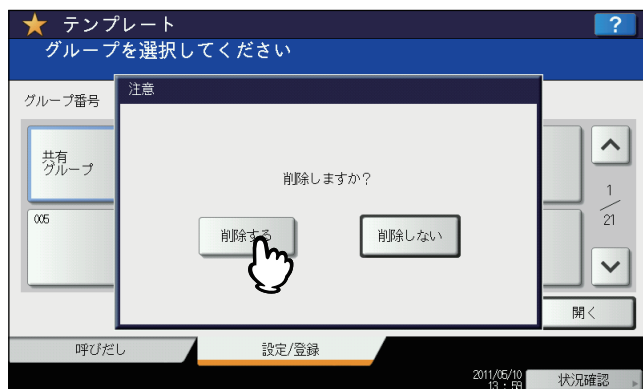 テンプレート
?
グループを選択してください
グループ番号
注意
共有
グループ
削除しますか?
1
21
005
削除する
削除しない
開く
呼びだし
設定/登録
2011/05/10
13:59
状況確認